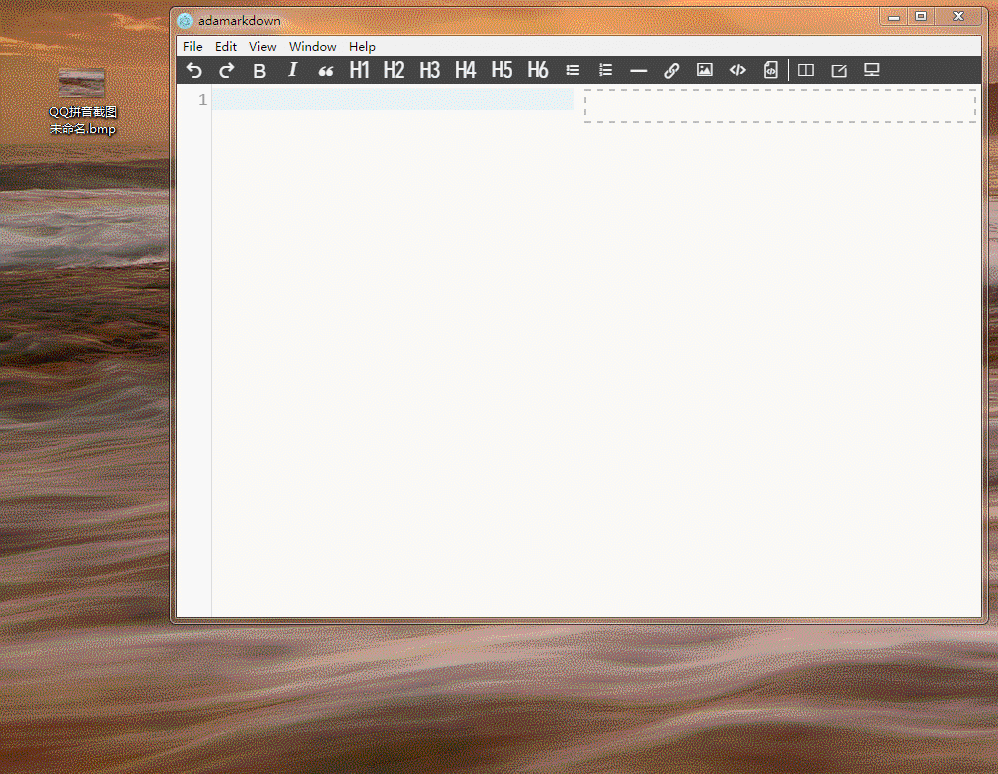 adamarkdown
File Edit View Window Help
B I “ H1 H2 H3 H4 H5 H6
1
QQ拼音截图
未命名.bmp